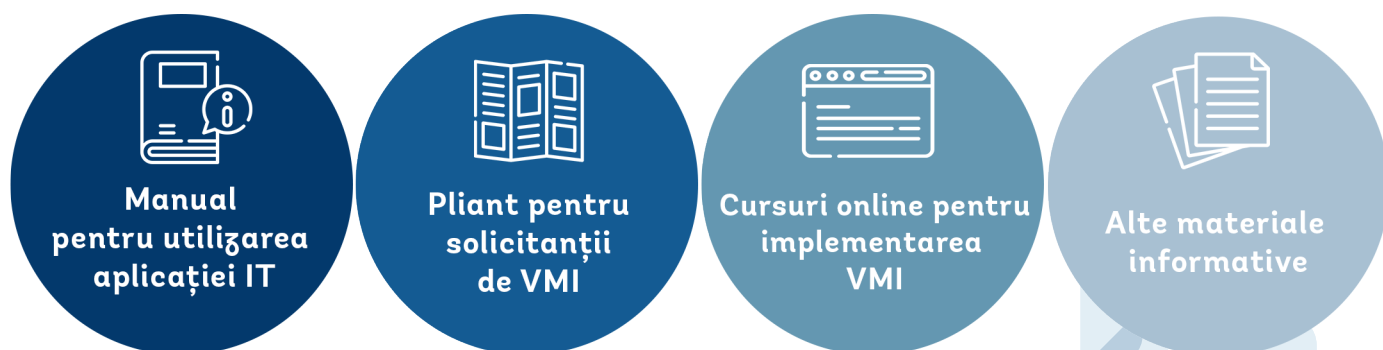 Manual
pentru utilizarea
aplicației IT
Pliant pentru
solicitanții
de VMI
Cursuri online pentru
implementarea
VMI
Alte materiale
informative